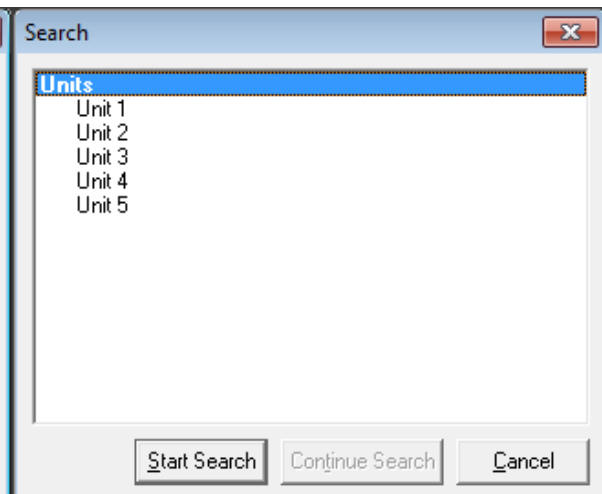 Search
Units
Unit 1
Unit 2
Unit 3
Unit 4
Unit 5
Start Search Continue Search Cancel